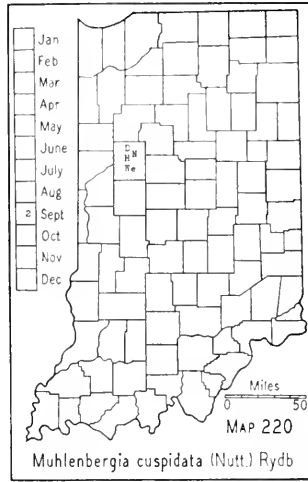 Jan
Feb
Mar
Apr
May
June
July
Aug
2 Sept
Oct
Nov
Dec
D
H N
W e
Miles
0 50
MAP 220
Muhlenbergia cuspidata (Nutt.) Rydb